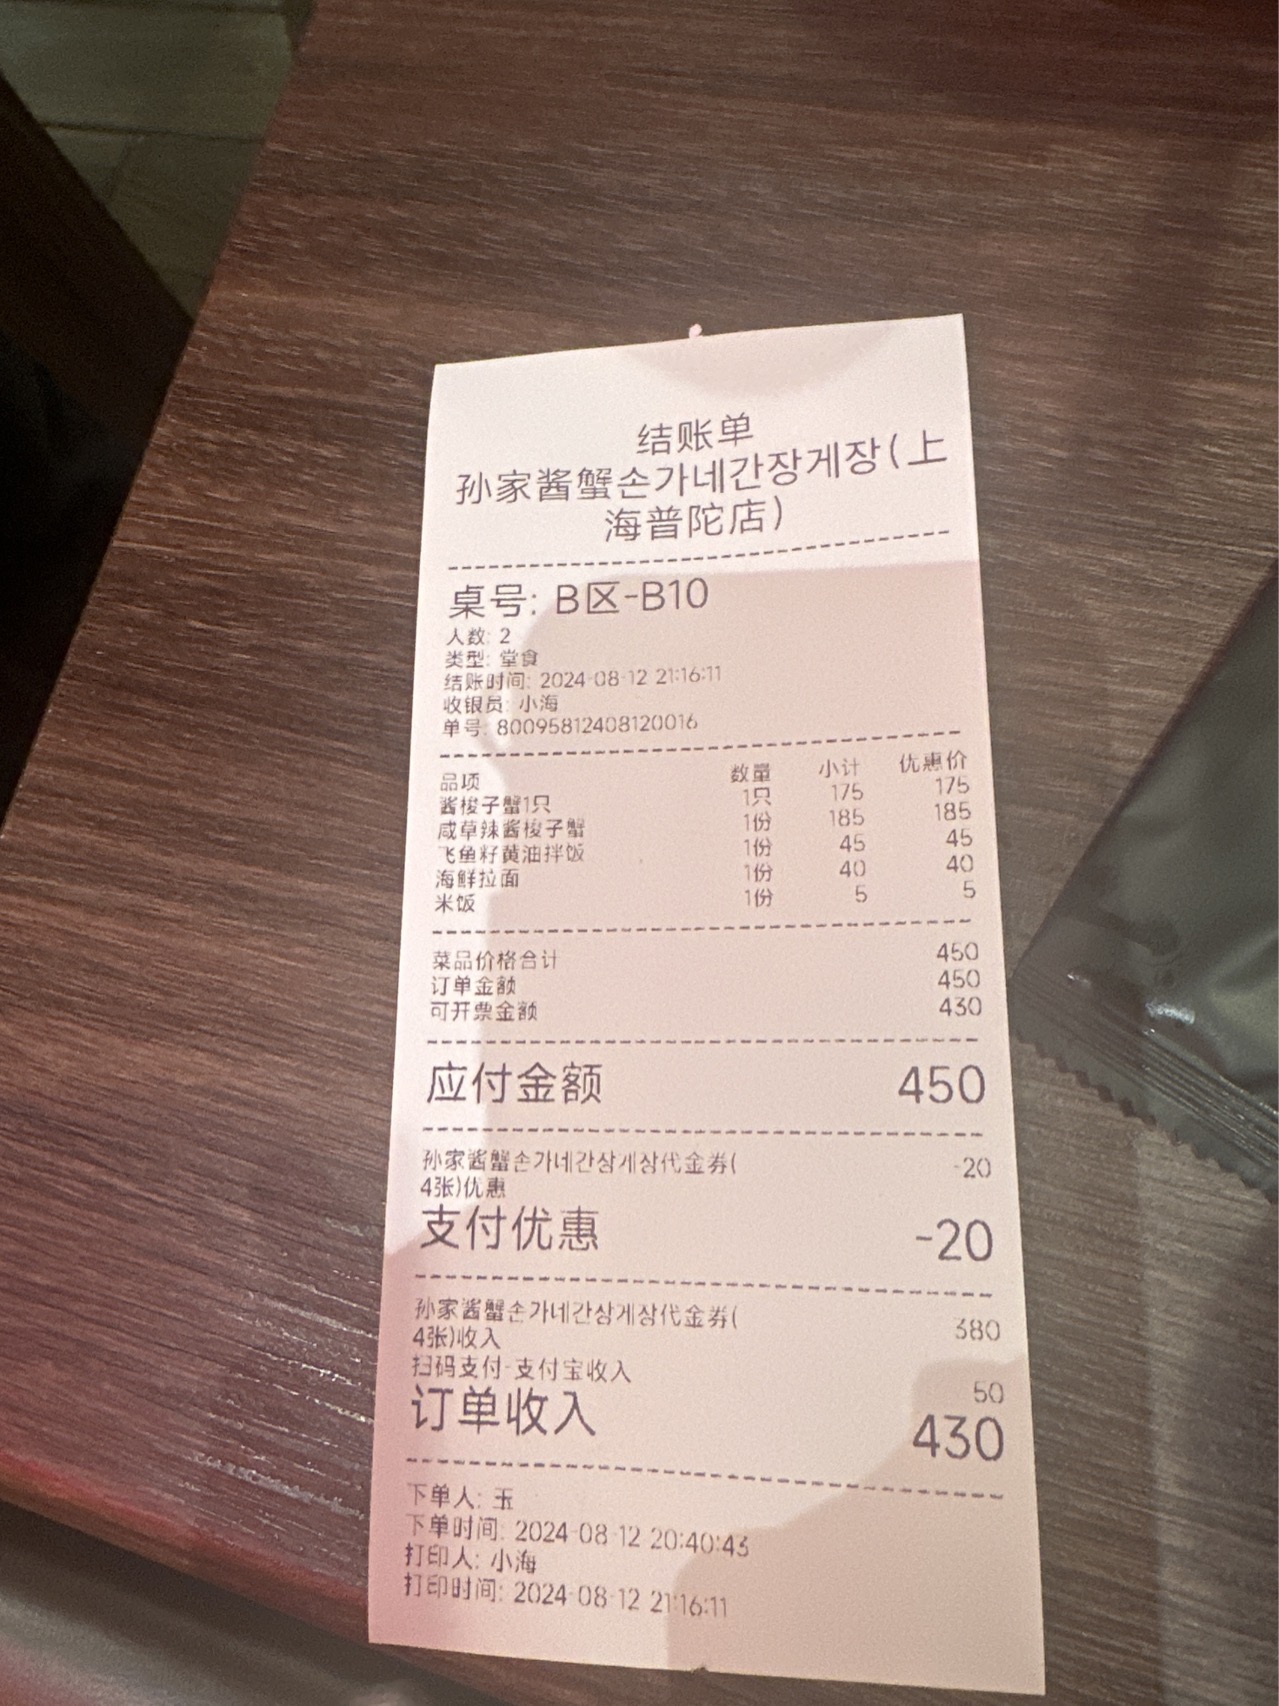 结账单
孙家酱蟹손가네간장게장(上
海普陀店)
桌号: B区-B10
人数: 2
类型: 堂食
结账时间: 2024-08-12 21:16:11
收银员: 小海
单号: 80095812408120016
品项 数量 小计 优惠价
酱梭子蟹1只 1只 175 175
咸草辣酱梭子蟹 1份 185 185
飞鱼籽黄油拌饭 1份 45 45
海鲜拉面 1份 40 40
米饭 1份 5 5
菜品价格合计 450
订单金额 450
可开票金额 430
应付金额 450
孙家酱蟹손가네간장게장代金券( -20
4张)优惠
支付优惠 -20
孙家酱蟹손가네간장게장代金券( 380
4张)收入
扫码支付-支付宝收入 50
订单收入 430
下单人: 玉
下单时间: 2024-08-12 20:40:43
打印人: 小海
打印时间: 2024-08-12 21:16:11